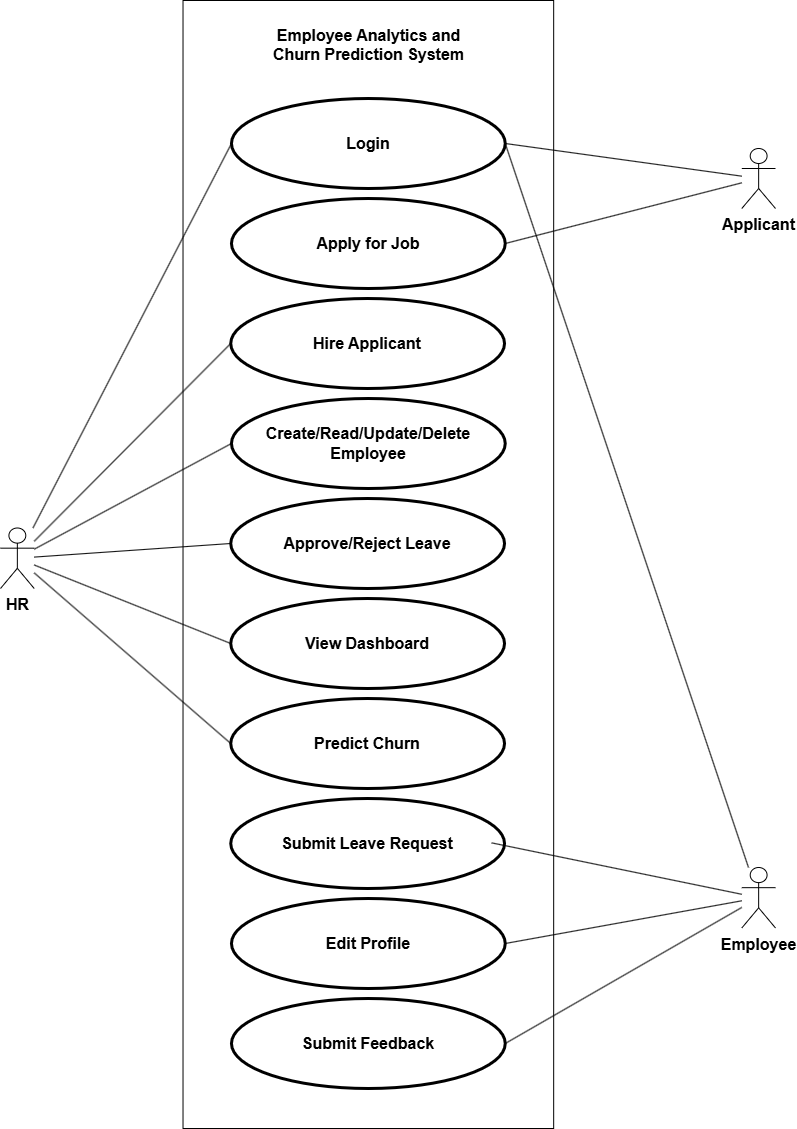 Employee Analytics and
Churn Prediction System
Login
Applicant
Apply for Job
Hire Applicant
Create/Read/Update/Delete
Employee
Approve/Reject Leave
HR
View Dashboard
Predict Churn
Submit Leave Request
Edit Profile
Employee
Submit Feedback